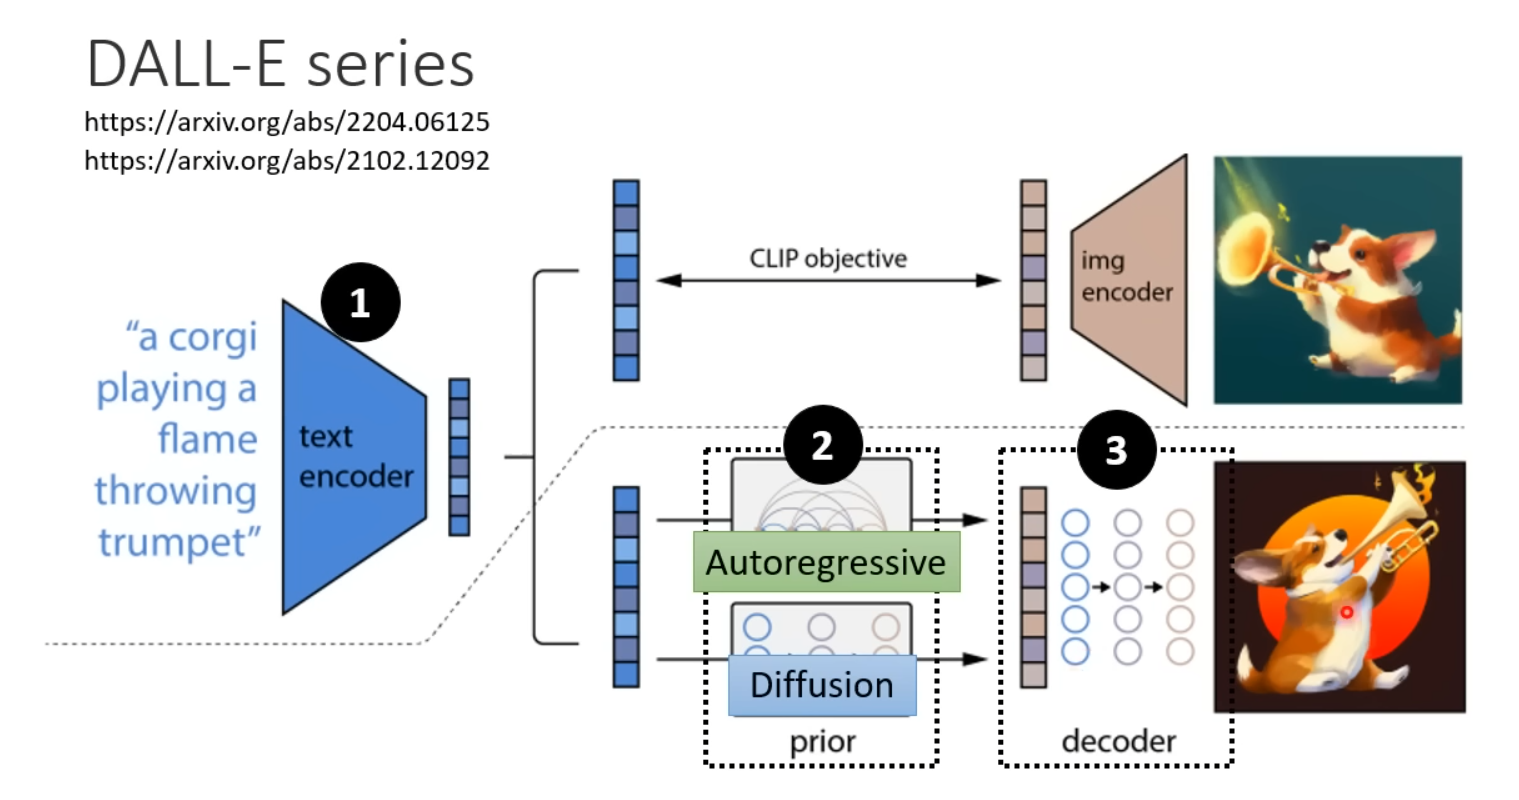 DALL-E series
https://arxiv.org/abs/2204.06125
https://arxiv.org/abs/2102.12092
1
“a corgi
playing a
flame
throwing
trumpet”
text
encoder
CLIP objective
img
encoder
2
Autoregressive
Diffusion
prior
3
decoder